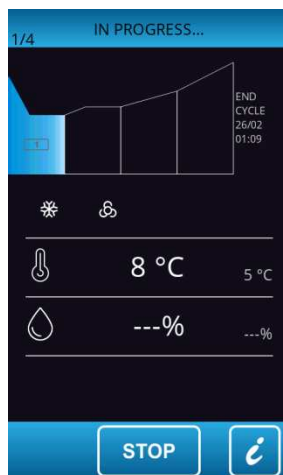 IN PROGRESS...
1/4
END
CYCLE
26/02
01:09
1
8 °C
5 °C
---%
---%
STOP
i